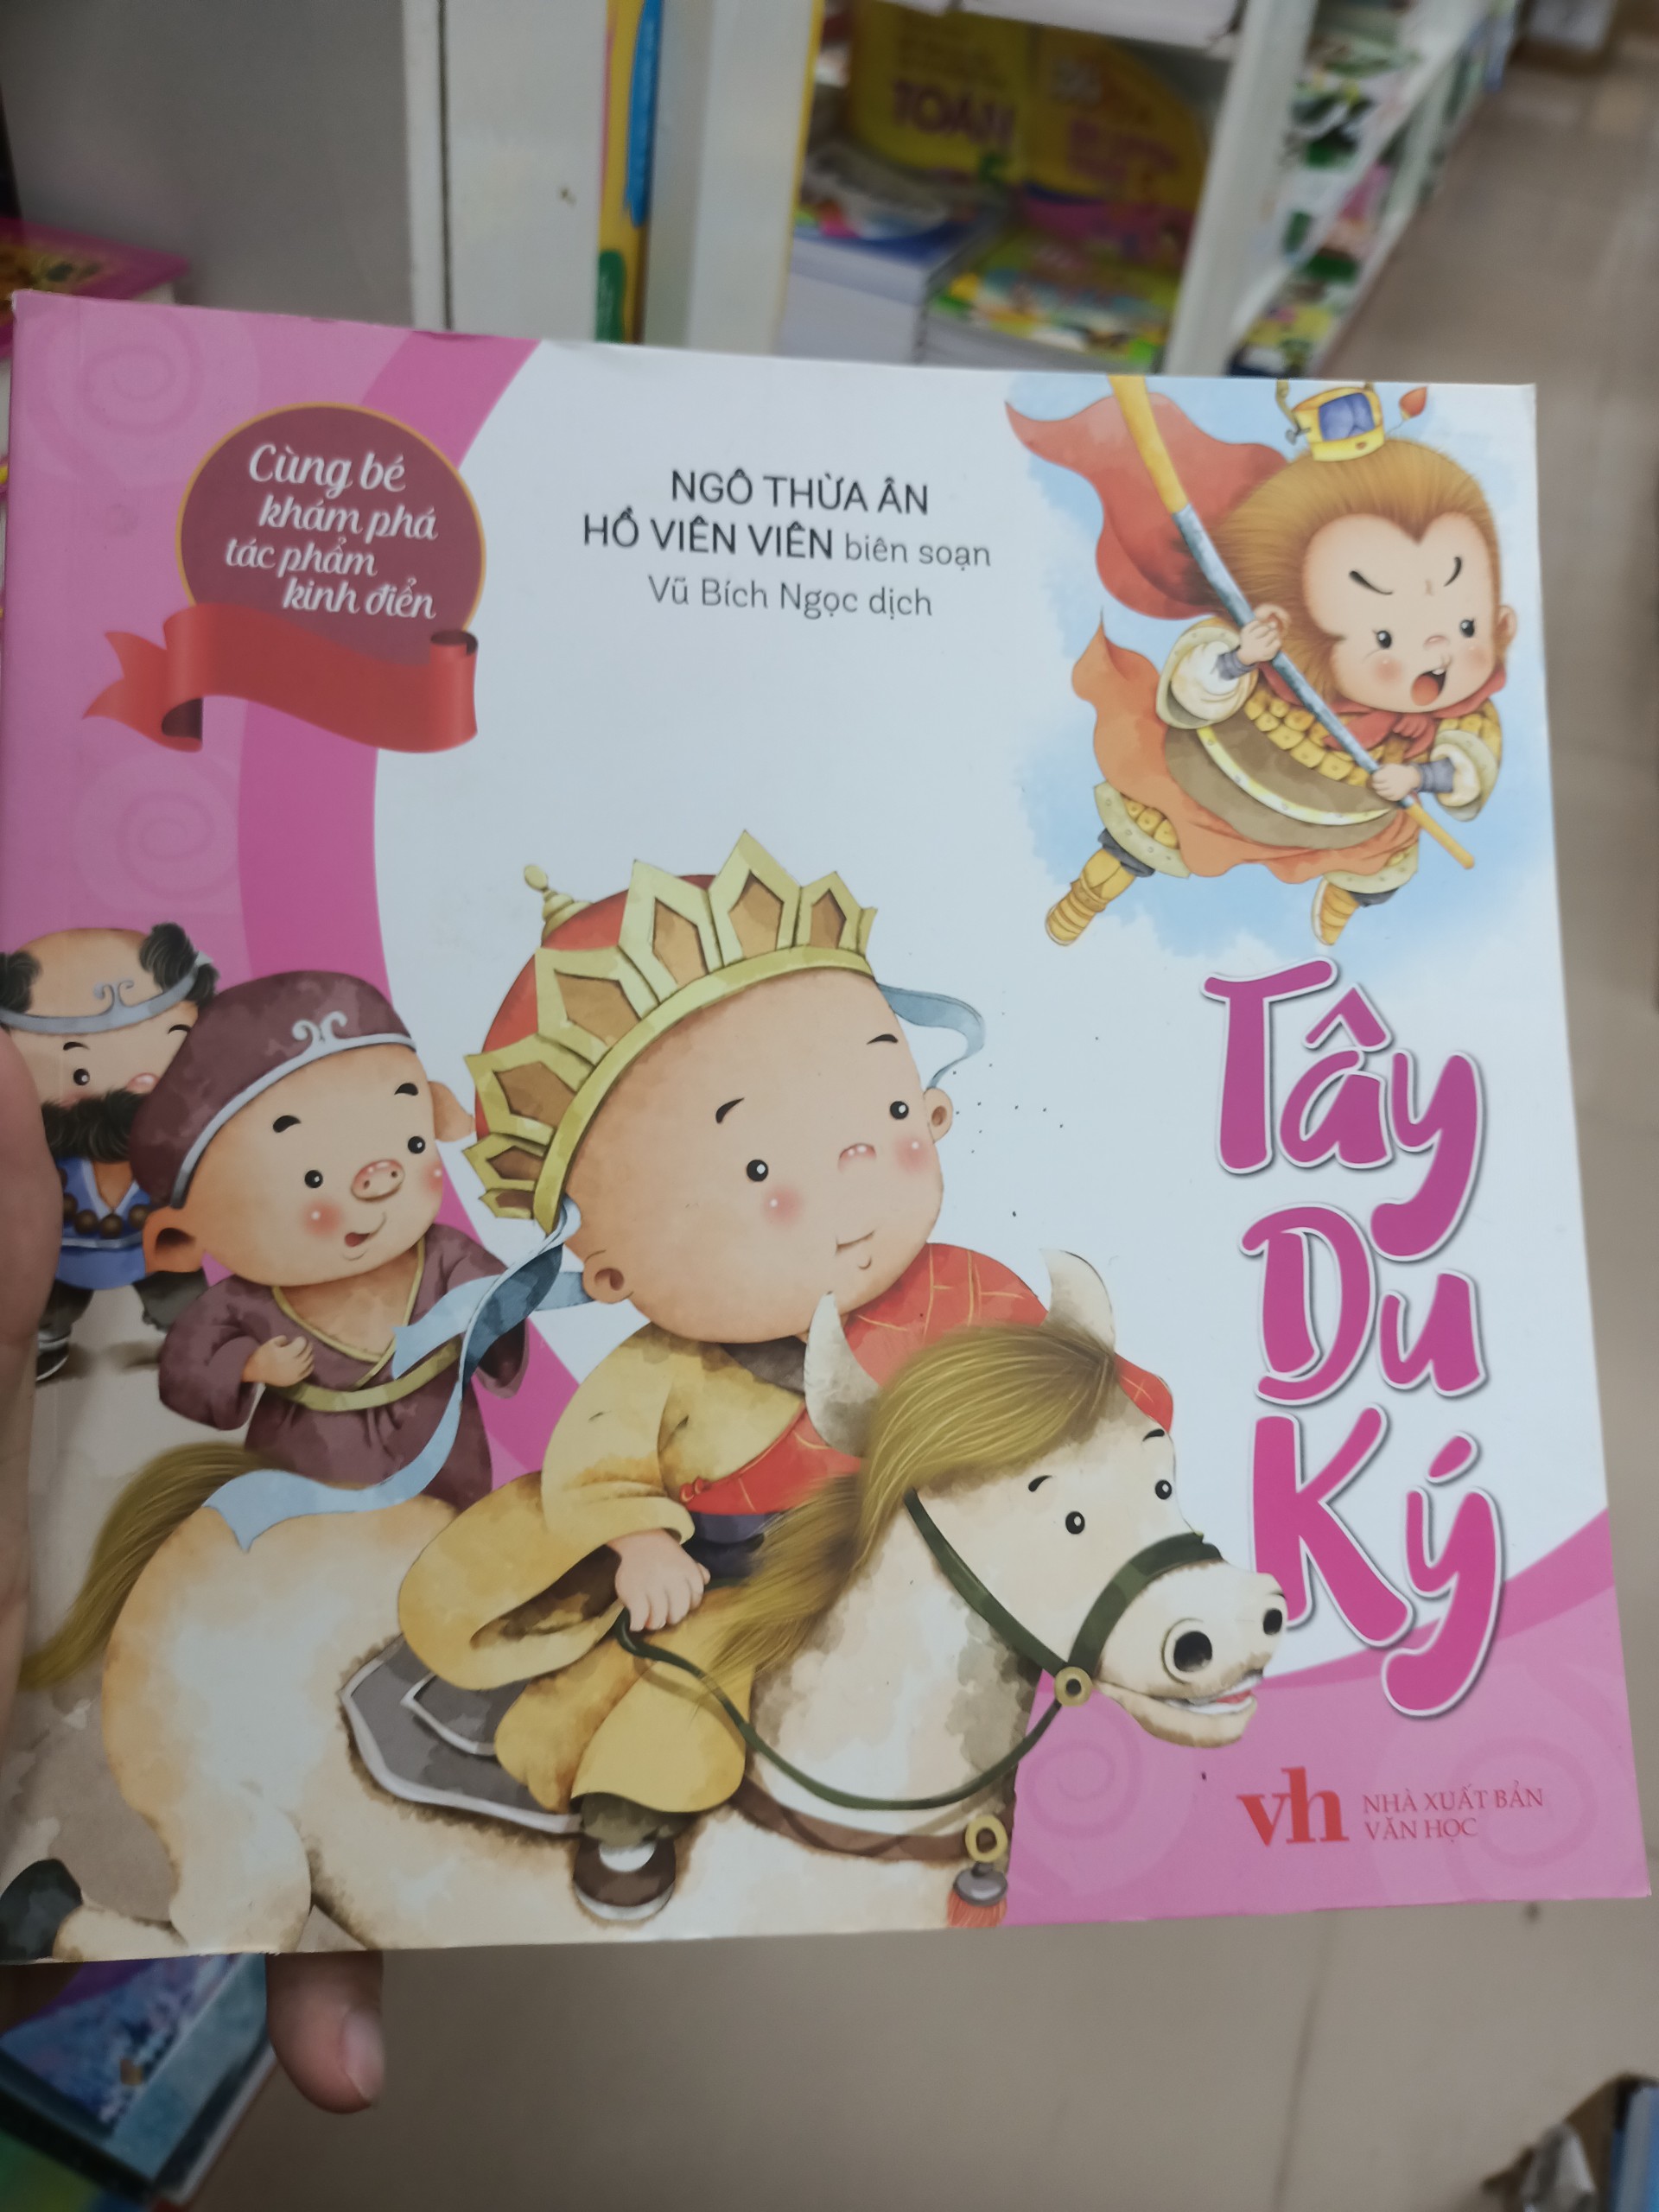 TOÁN
Cùng bé
khám phá
tác phẩm
kinh điển
NGÔ THỪA ÂN
HỒ VIÊN VIÊN biên soạn
Vũ Bích Ngọc dịch
Tây
Du
Ký
vh NHÀ XUẤT BẢN
VĂN HỌC